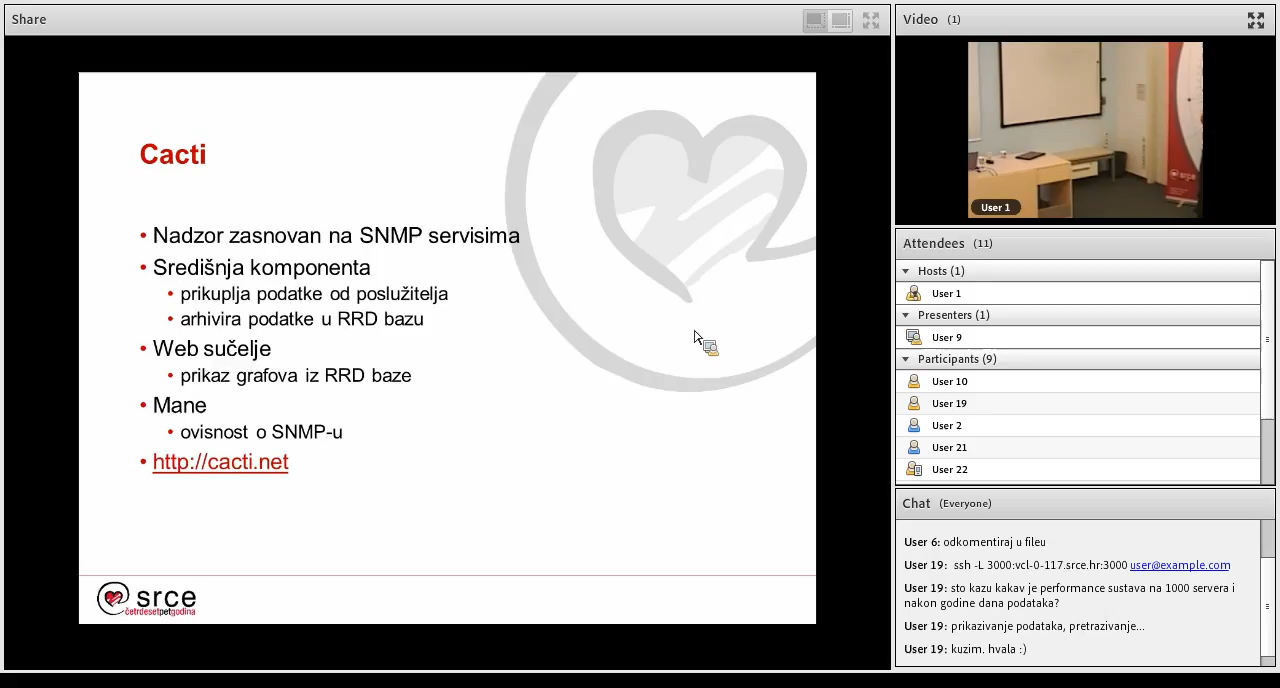 Share
Cacti
• Nadzor zasnovan na SNMP servisima
• Središnja komponenta
• prikuplja podatke od poslužitelja
• arhivira podatke u RRD bazu
• Web sučelje
• prikaz grafova iz RRD baze
• Mane
• ovisnost o SNMP-u
• http://cacti.net
srce
četrdesetpetgodina
Video (1)
srce
User 1
Attendees (11)
Hosts (1)
User 1
Presenters (1)
User 9
Participants (9)
User 10
User 19
User 2
User 21
User 22
Chat (Everyone)
User 6: odkomentiraj u fileu
User 19: ssh -L 3000:vcl-0-117.srce.hr:3000 user@example.com
User 19: sto kazu kakav je performance sustava na 1000 servera i
nakon godine dana podataka?
User 19: prikazivanje podataka, pretrazivanje...
User 19: kuzim. hvala :)